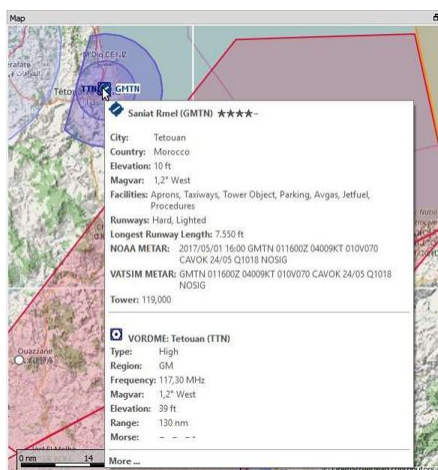 Map
TTN
GMTN
Saniat Rmel (GMTN) ★★★★–
City: Tetouan
Country: Morocco
Elevation: 10 ft
Magvar: 1,2° West
Facilities: Aprons, Taxiways, Tower Object, Parking, Avgas, Jetfuel,
Procedures
Runways: Hard, Lighted
Longest Runway Length: 7.550 ft
NOAA METAR: 2017/05/01 16:00 GMTN 011600Z 04009KT 010V070
CAVOK 24/05 Q1018 NOSIG
VATSIM METAR: GMTN 011600Z 04009KT 010V070 CAVOK 24/05 Q1018
NOSIG
Tower: 119,000
VORDME: Tetouan (TTN)
Type: High
Region: GM
Frequency: 117,30 MHz
Magvar: 1,2° West
Elevation: 39 ft
Range: 130 nm
Morse: – – –·
More ...
Ouazzane
0 nm 14